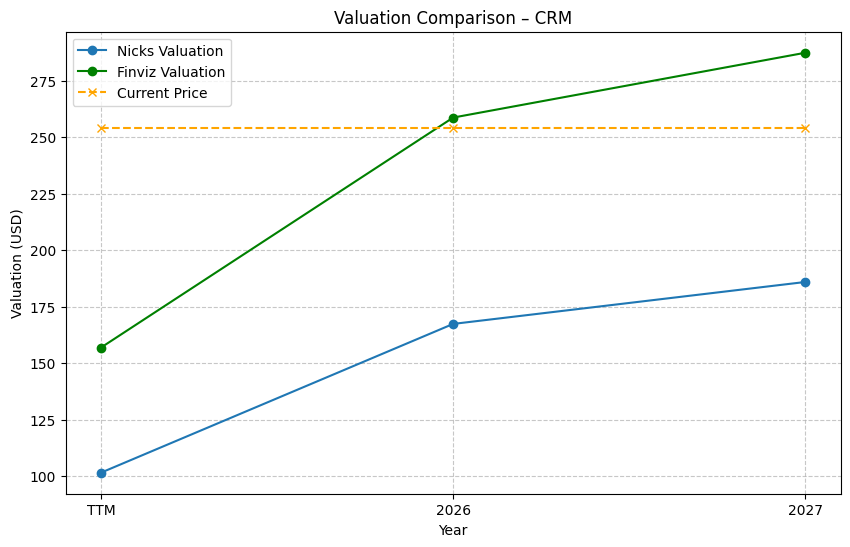 Valuation Comparison – CRM
Nicks Valuation
Finviz Valuation
Current Price
Valuation (USD)
275
250
225
200
175
150
125
100
TTM
2026
2027
Year